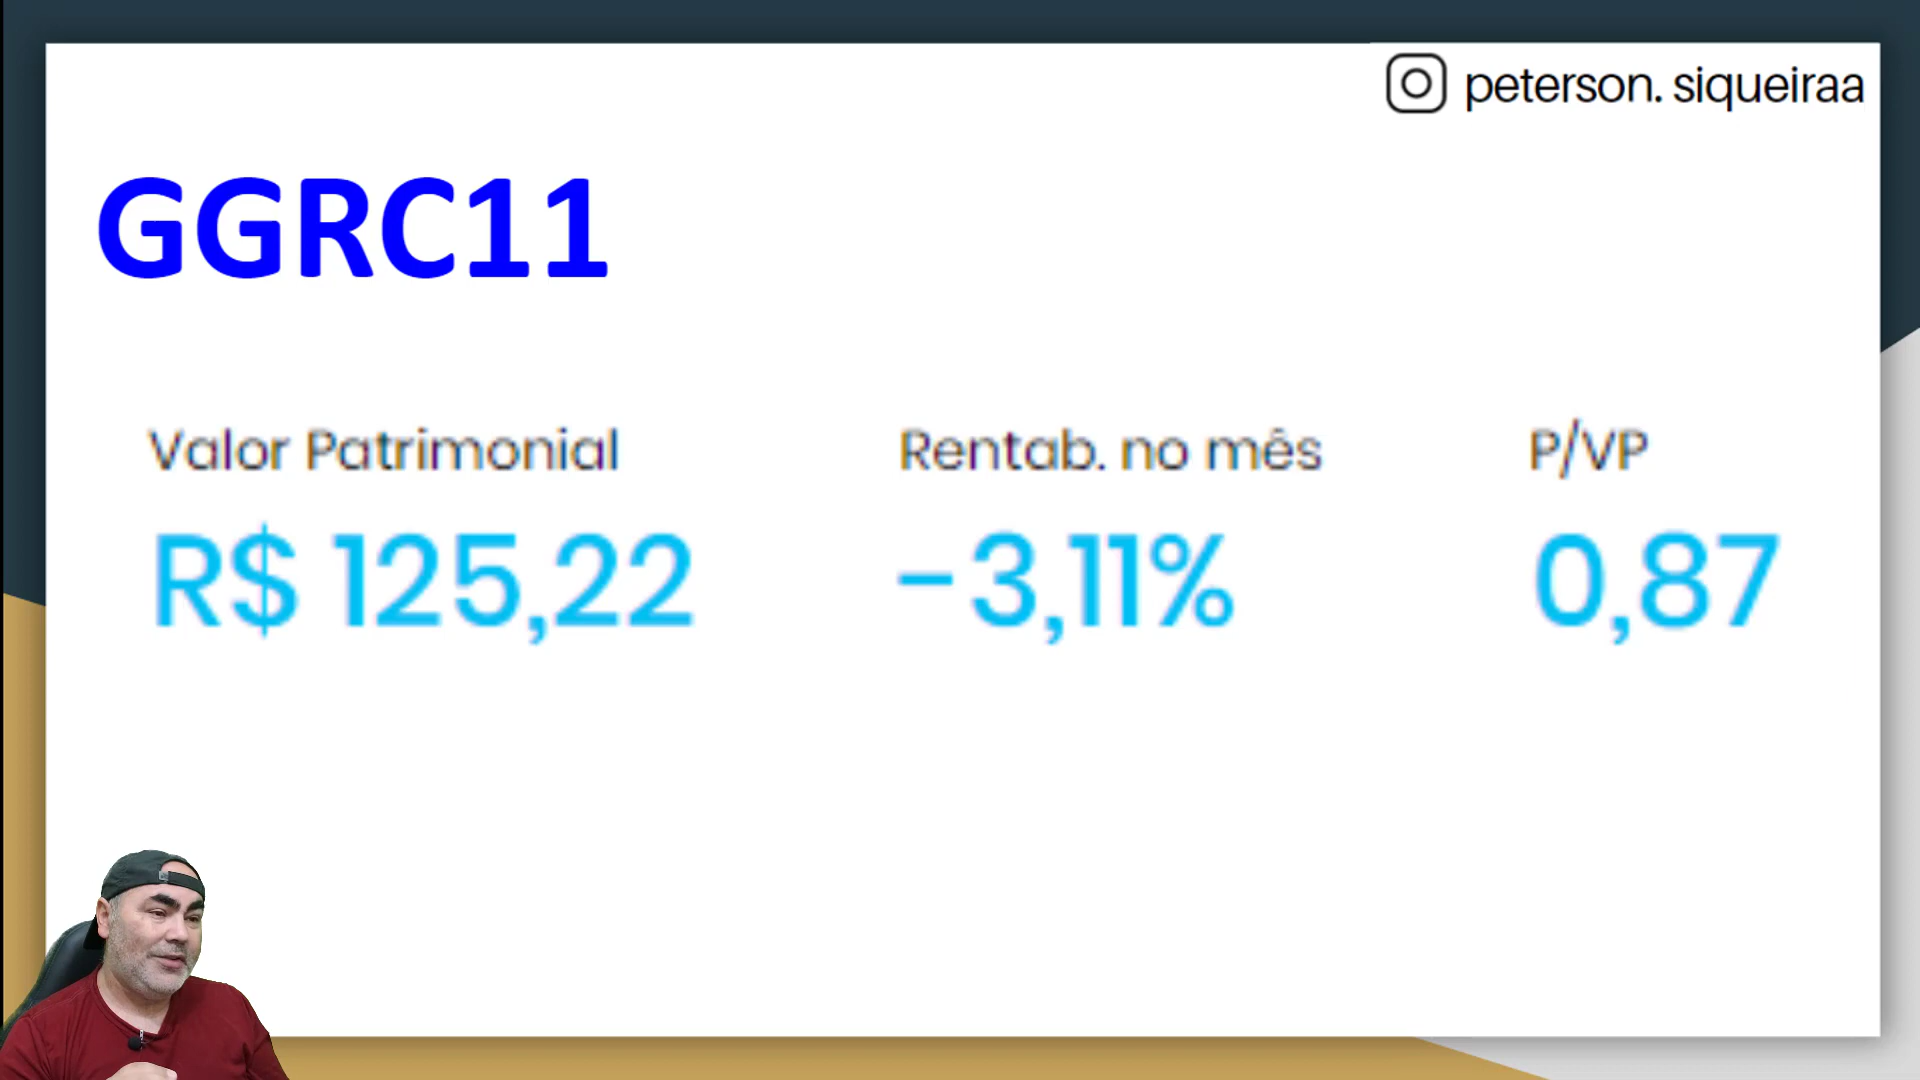 peterson. siqueiraa
GGRC11
Valor Patrimonial Rentab. no mês P/VP
R$ 125,22 -3,11% 0,87